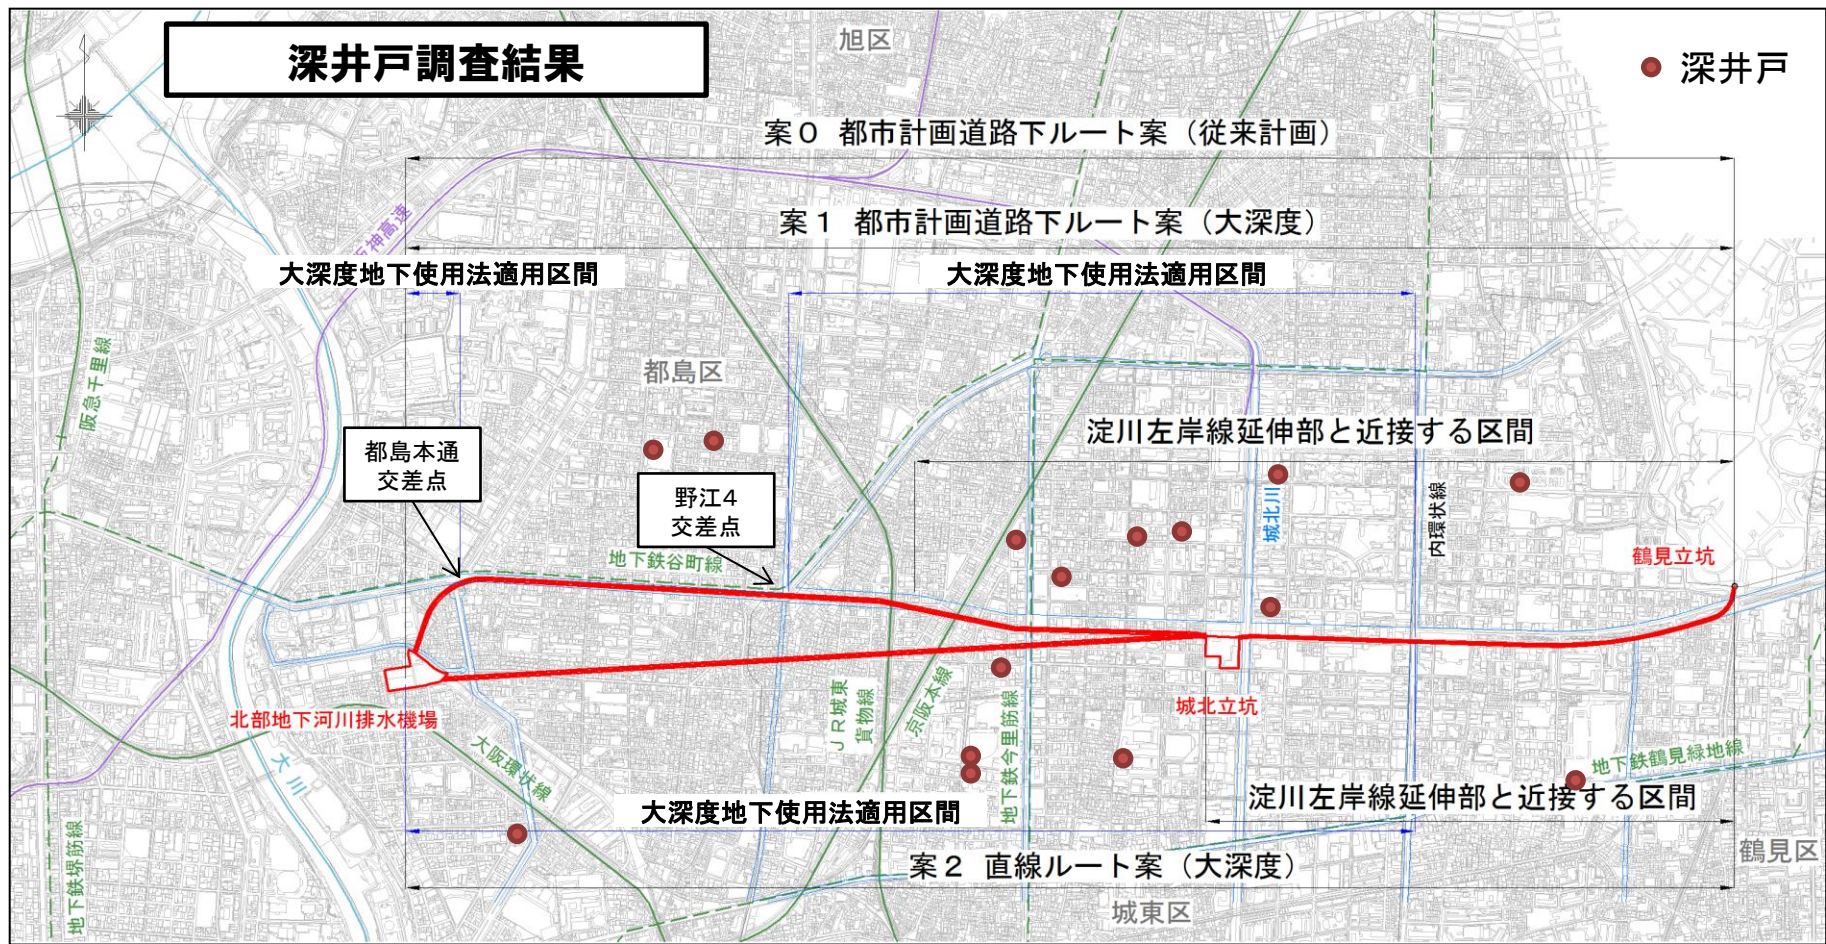 深井戸調査結果
旭区
深井戸
案０ 都市計画道路下ルート案（従来計画）
案１ 都市計画道路下ルート案（大深度）
阪神高速
大深度地下使用法適用区間
大深度地下使用法適用区間
阪急千里線
都島区
淀川左岸線延伸部と近接する区間
都島本通
交差点
野江4
交差点
城北川
内環状線
地下鉄谷町線
鶴見立坑
北部地下河川排水機場
ＪＲ城東
貨物線
京阪本線
地下鉄今里筋線
城北立坑
大川
大阪環状線
地下鉄鶴見緑地線
淀川左岸線延伸部と近接する区間
大深度地下使用法適用区間
地下鉄堺筋線
案２ 直線ルート案（大深度）
鶴見区
城東区